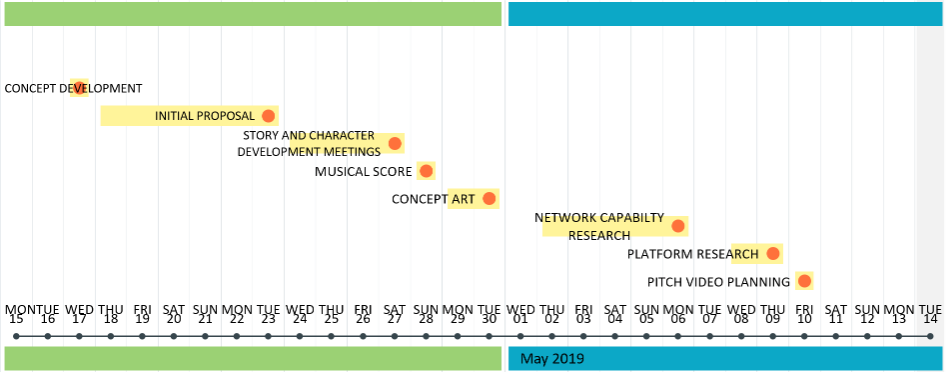 CONCEPT DEVELOPMENT
INITIAL PROPOSAL
STORY AND CHARACTER
DEVELOPMENT MEETINGS
MUSICAL SCORE
CONCEPT ART
NETWORK CAPABILTY
RESEARCH
PLATFORM RESEARCH
PITCH VIDEO PLANNING
MON TUE WED THU FRI SAT SUN MON TUE WED THU FRI SAT SUN MON TUE WED THU FRI SAT SUN MON TUE WED THU FRI SAT SUN MON TUE
15 16 17 18 19 20 21 22 23 24 25 26 27 28 29 30 01 02 03 04 05 06 07 08 09 10 11 12 13 14
May 2019